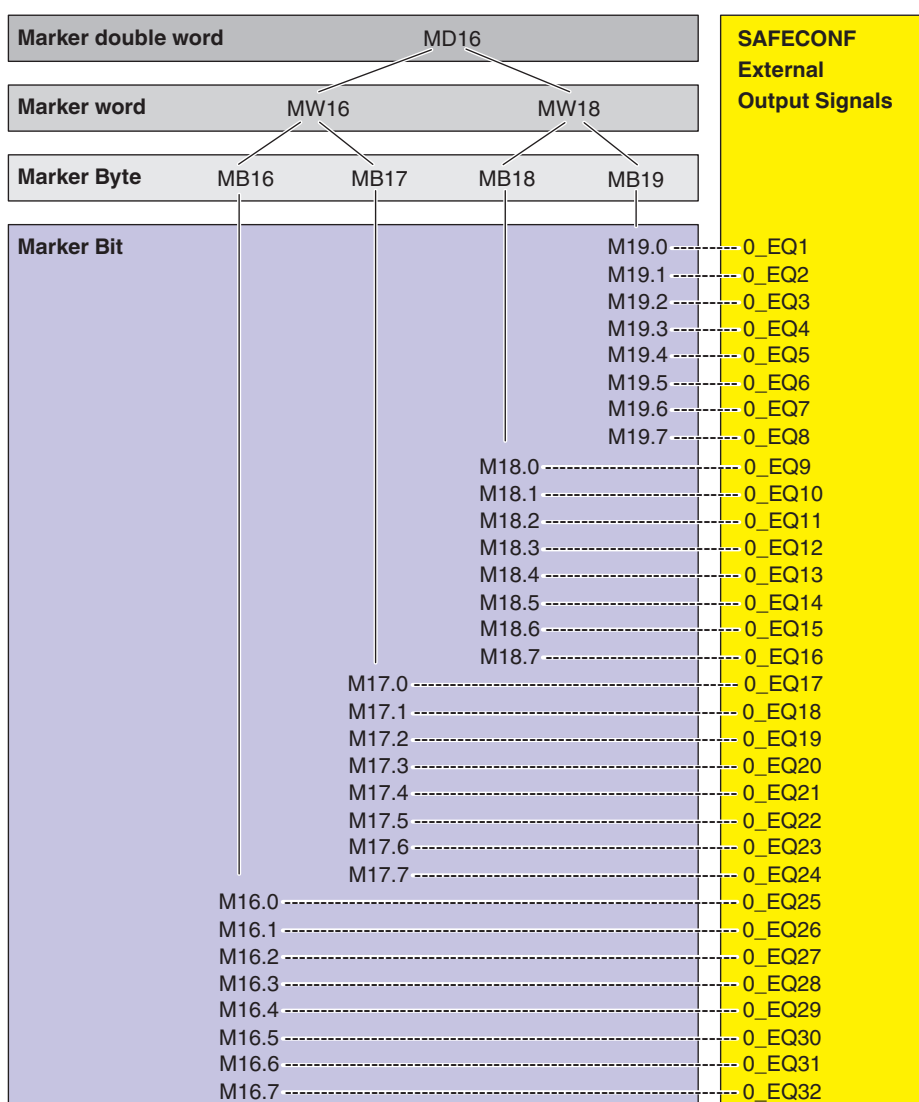 Marker double word MD16
SAFECONF
External
Output Signals
Marker word MW16 MW18
Marker Byte MB16 MB17 MB18 MB19
Marker Bit
M19.0 0_EQ1
M19.1 0_EQ2
M19.2 0_EQ3
M19.3 0_EQ4
M19.4 0_EQ5
M19.5 0_EQ6
M19.6 0_EQ7
M19.7 0_EQ8
M18.0 0_EQ9
M18.1 0_EQ10
M18.2 0_EQ11
M18.3 0_EQ12
M18.4 0_EQ13
M18.5 0_EQ14
M18.6 0_EQ15
M18.7 0_EQ16
M17.0 0_EQ17
M17.1 0_EQ18
M17.2 0_EQ19
M17.3 0_EQ20
M17.4 0_EQ21
M17.5 0_EQ22
M17.6 0_EQ23
M17.7 0_EQ24
M16.0 0_EQ25
M16.1 0_EQ26
M16.2 0_EQ27
M16.3 0_EQ28
M16.4 0_EQ29
M16.5 0_EQ30
M16.6 0_EQ31
M16.7 0_EQ32